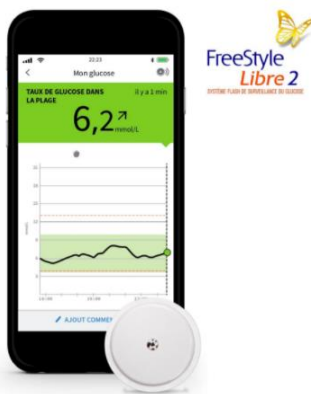 22:23
Mon glucose
TAUX DE GLUCOSE DANS
LA PLAGE
il y a 1 min
6,2
mmol/L
AJOUT COMME
FreeStyle
Libre 2
SYSTÈME FLASH DE SURVEILLANCE DU GLUCOSE